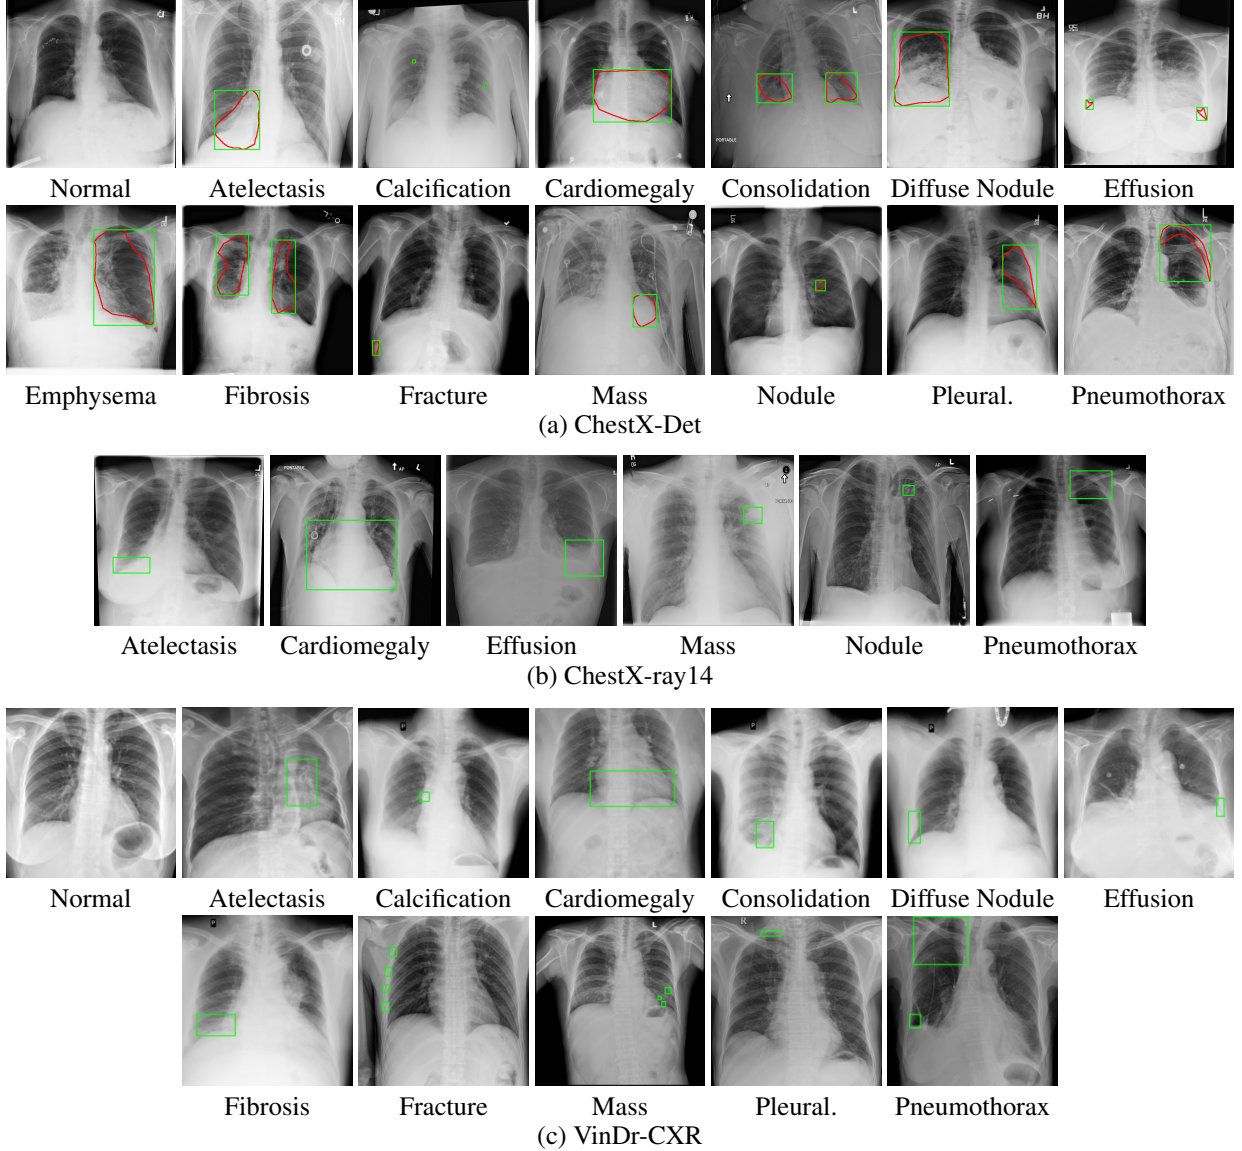 Normal Atelectasis Calcification Cardiomegaly Consolidation Diffuse Nodule Effusion
Emphysema Fibrosis Fracture Mass Nodule Pleural. Pneumothorax
(a) ChestX-Det
Atelectasis Cardiomegaly Effusion Mass Nodule Pneumothorax
(b) ChestX-ray14
Normal Atelectasis Calcification Cardiomegaly Consolidation Diffuse Nodule Effusion
Fibrosis Fracture Mass Pleural. Pneumothorax
(c) VinDr-CXR